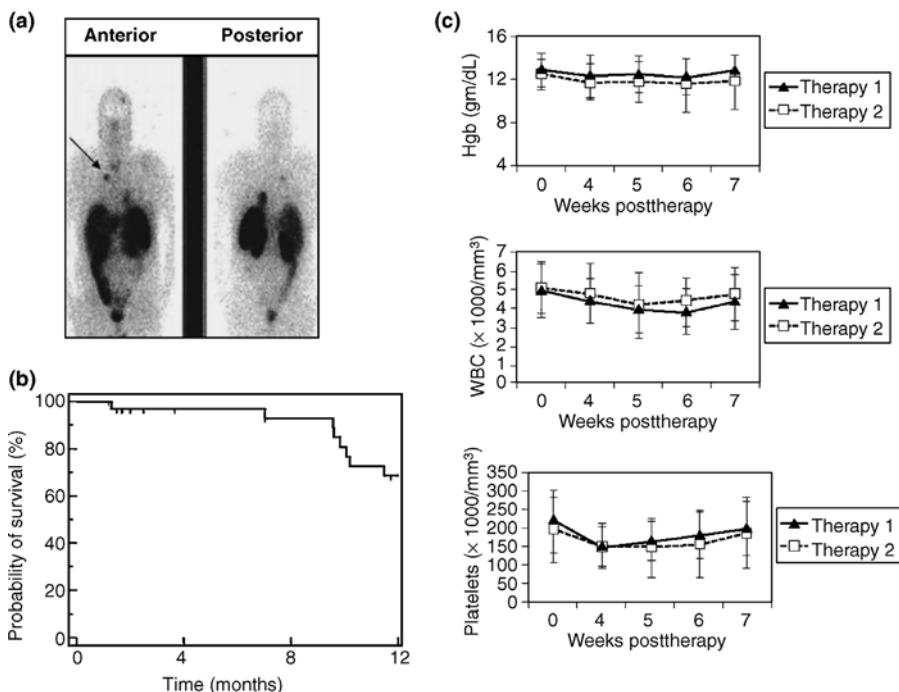 (a)
Anterior Posterior
(b)
Probability of survival (%)
100
80
60
40
20
0
0 4 8 12
Time (months)
(c)
Hgb (gm/dL)
16
12
8
4
0 4 5 6 7
Weeks posttherapy
Therapy 1
Therapy 2
WBC (× 1000/mm³)
7
6
5
4
3
2
1
0
0 4 5 6 7
Weeks posttherapy
Therapy 1
Therapy 2
Platelets (× 1000/mm³)
350
300
250
200
150
100
50
0
0 4 5 6 7
Weeks posttherapy
Therapy 1
Therapy 2